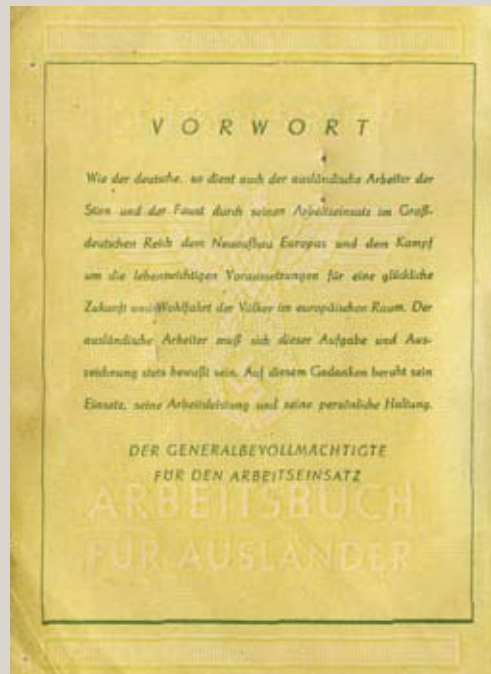 VORWORT
Wie der deutsche, so dient auch der ausländische Arbeiter der
Stirn und der Faust durch seinen Arbeitseinsatz im Groß-
deutschen Reich dem Neuaufbau Europas und dem Kampf
um die lebenswichtigen Voraussetzungen für eine glückliche
Zukunft und Wohlfahrt der Völker im europäischen Raum. Der
ausländische Arbeiter muß sich dieser Aufgabe und Aus-
zeichnung stets bewußt sein. Auf diesem Gedanken beruht sein
Einsatz, seine Arbeitsleistung und seine persönliche Haltung.
DER GENERALBEVOLLMÄCHTIGTE
FÜR DEN ARBEITSEINSATZ
ARBEITSBUCH
FÜR AUSLÄNDER